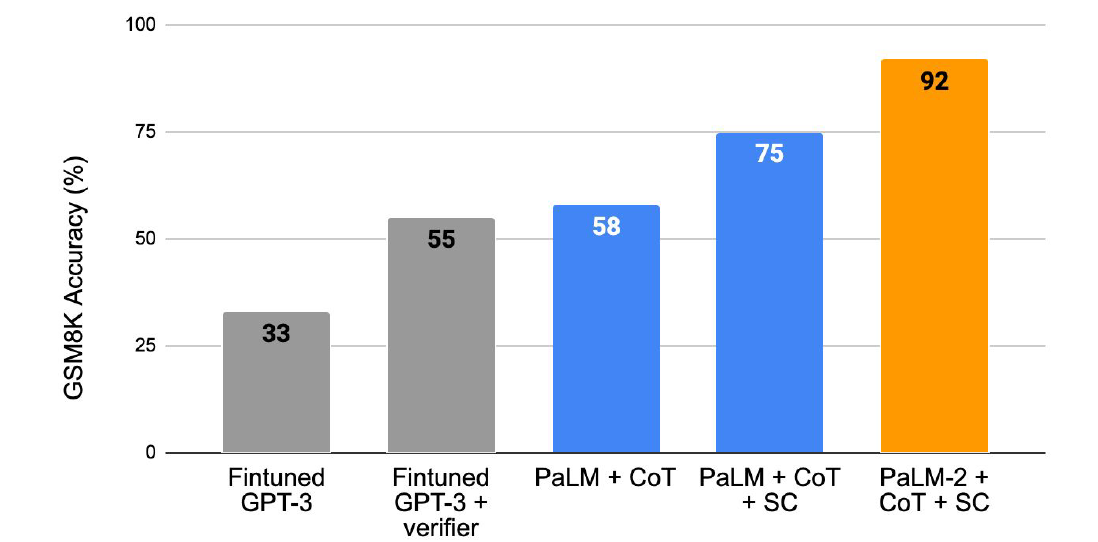 100
75
50
25
0
GSM8K Accuracy (%)
33
55
58
75
92
Fintuned
GPT-3
Fintuned
GPT-3 +
verifier
PaLM + CoT
PaLM + CoT
+ SC
PaLM-2 +
CoT + SC